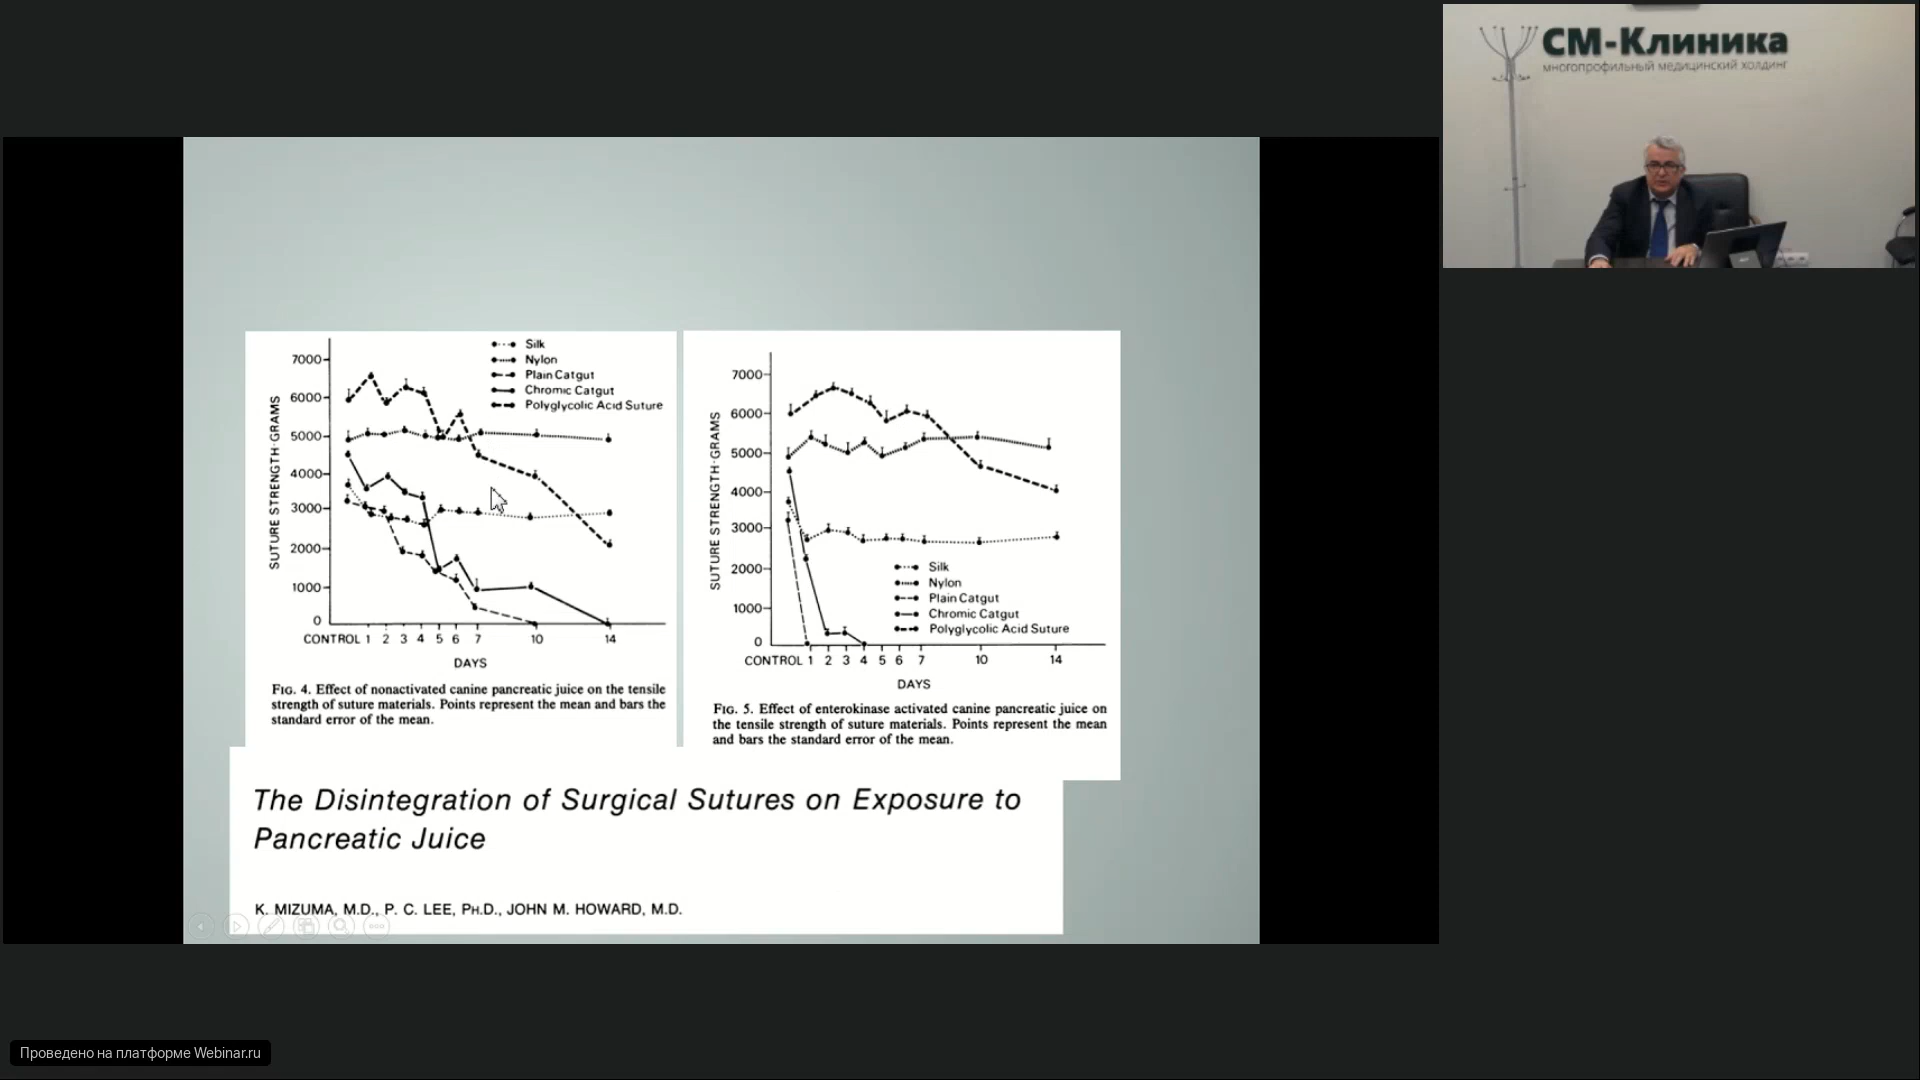 СМ-Клиника
многопрофильный медицинский холдинг
Silk
Nylon
Plain Catgut
Chromic Catgut
Polyglycolic Acid Suture
SUTURE STRENGTH-GRAMS
7000
6000
5000
4000
3000
2000
1000
0
CONTROL 1 2 3 4 5 6 7 10 14
DAYS
FIG. 4. Effect of nonactivated canine pancreatic juice on the tensile
strength of suture materials. Points represent the mean and bars the
standard error of the mean.
SUTURE STRENGTH-GRAMS
7000
6000
5000
4000
3000
2000
1000
0
Silk
Nylon
Plain Catgut
Chromic Catgut
Polyglycolic Acid Suture
CONTROL 1 2 3 4 5 6 7 10 14
DAYS
FIG. 5. Effect of enterokinase activated canine pancreatic juice on
the tensile strength of suture materials. Points represent the mean
and bars the standard error of the mean.
The Disintegration of Surgical Sutures on Exposure to
Pancreatic Juice
K. MIZUMA, M.D., P. C. LEE, PH.D., JOHN M. HOWARD, M.D.
Проведено на платформе Webinar.ru